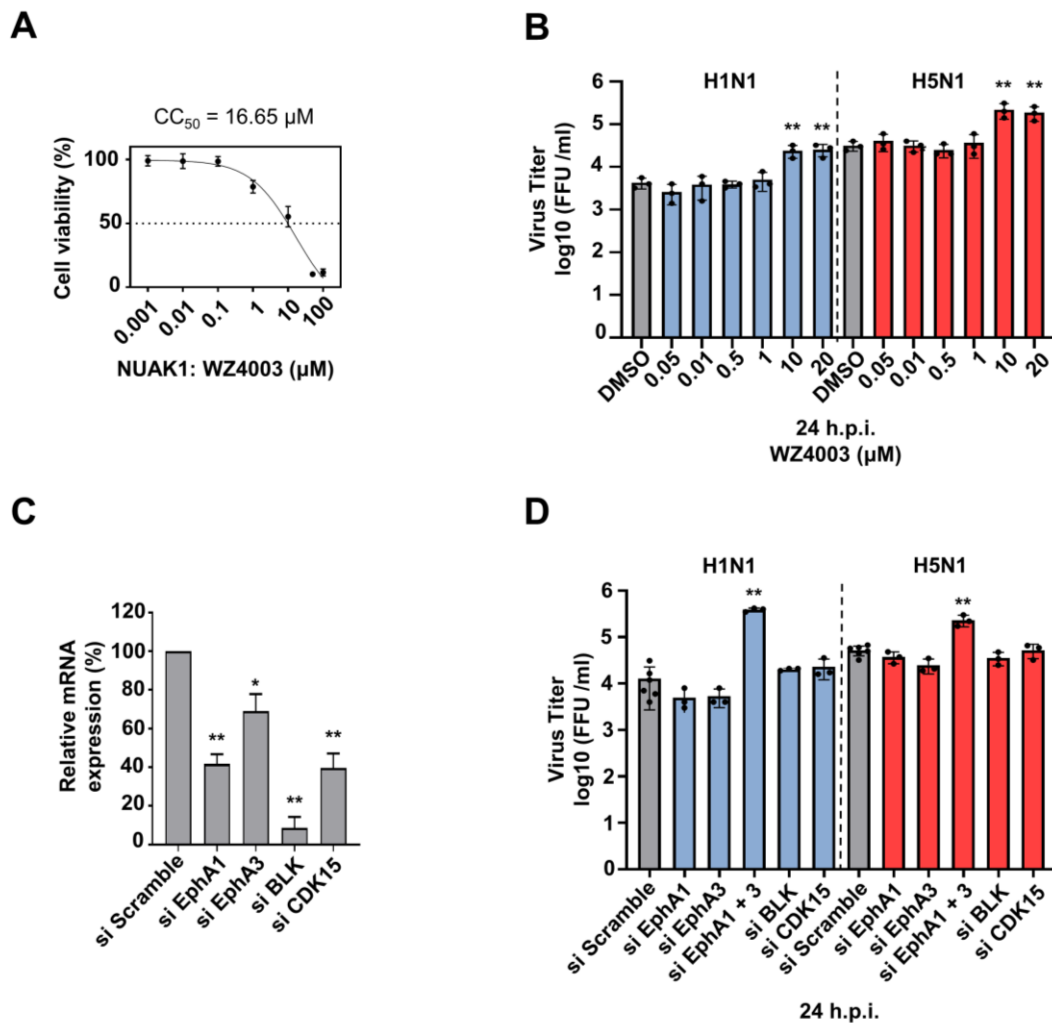 A
CC50 = 16.65 µM
Cell viability (%)
100
50
0
0.001
0.01
0.1
1
10
100
NUAK1: WZ4003 (µM)
B
H1N1
H5N1
Virus Titer
log10 (FFU /ml)
6
5
4
3
2
1
0
**
**
**
**
DMSO
0.05
0.01
0.5
1
10
20
DMSO
0.05
0.01
0.5
1
10
20
24 h.p.i.
WZ4003 (µM)
C
Relative mRNA
expression (%)
120
100
80
60
40
20
0
**
*
**
**
si Scramble
si EphA1
si EphA3
si BLK
si CDK15
D
H1N1
H5N1
Virus Titer
log10 (FFU /ml)
6
5
4
3
2
1
0
**
**
si Scramble
si EphA1
si EphA3
si EphA1 + 3
si BLK
si CDK15
si Scramble
si EphA1
si EphA3
si EphA1 + 3
si BLK
si CDK15
24 h.p.i.